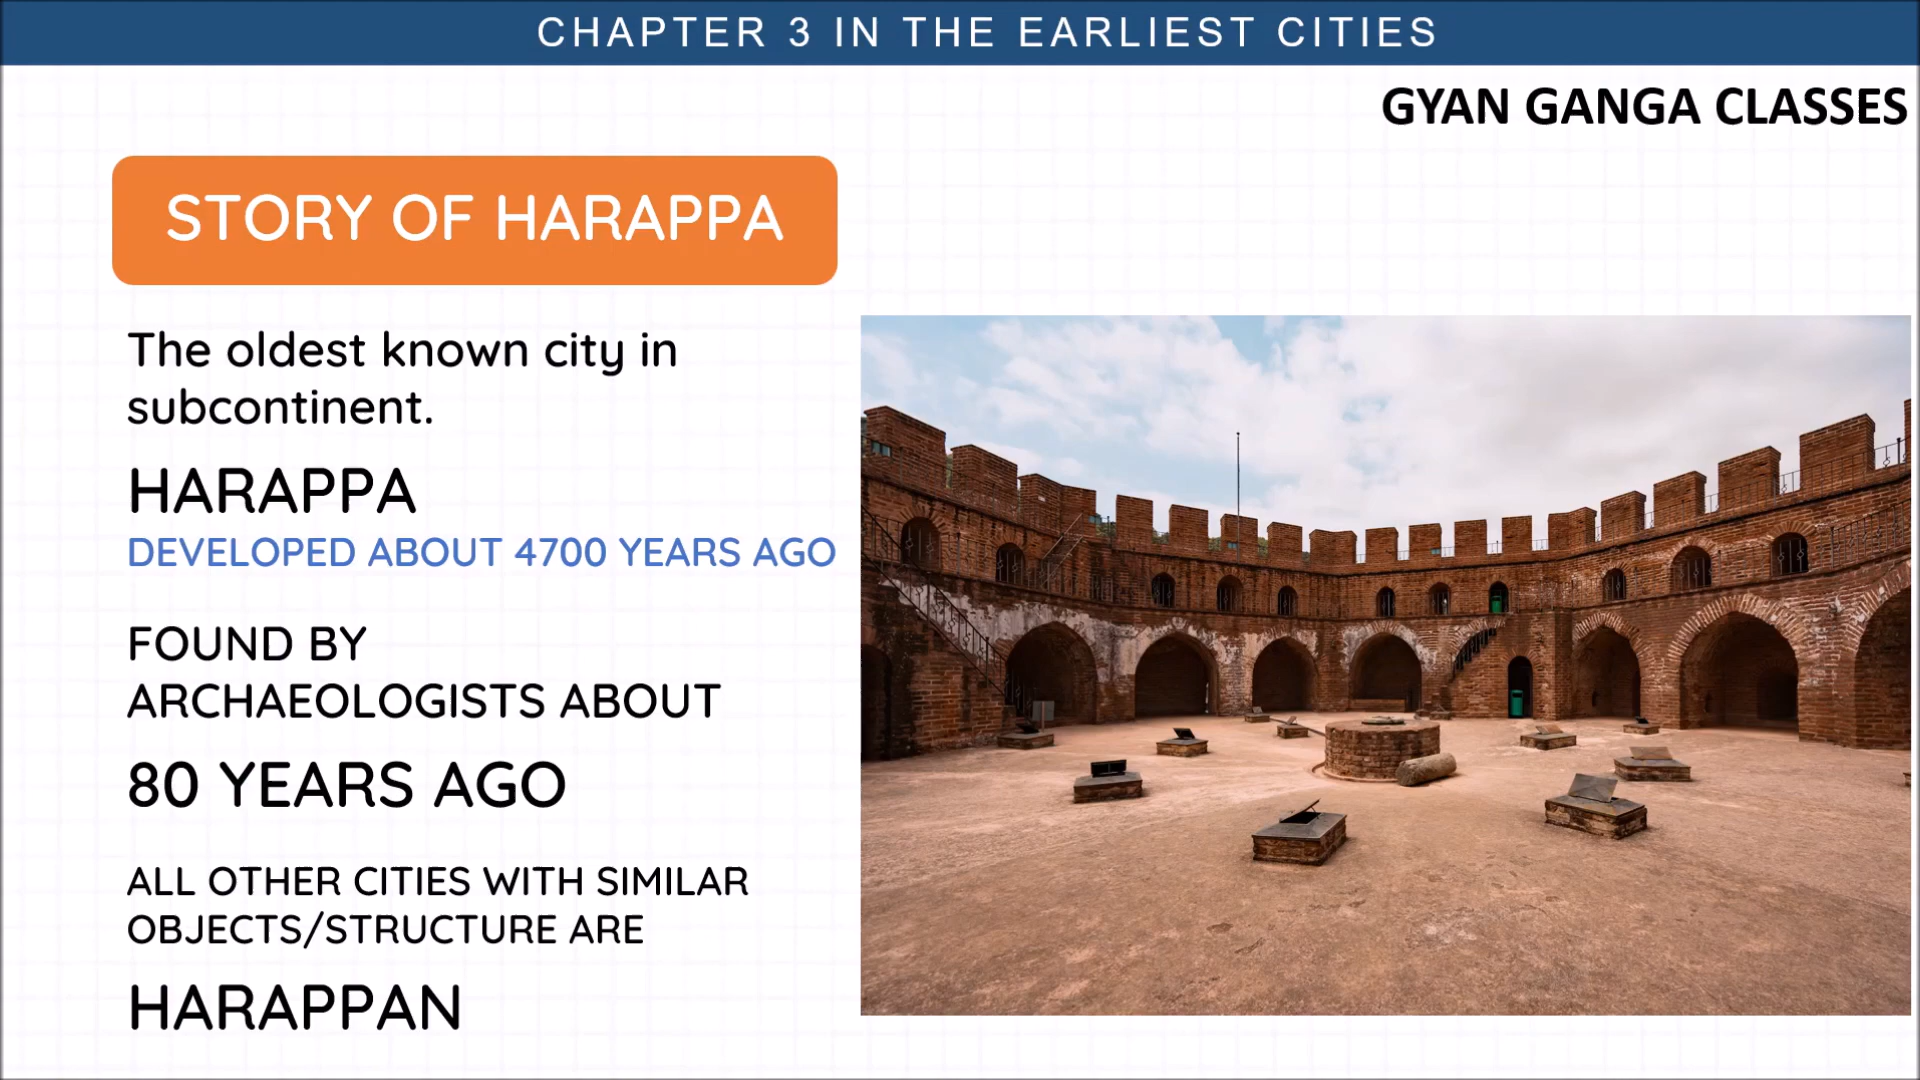 CHAPTER 3 IN THE EARLIEST CITIES
GYAN GANGA CLASSES
STORY OF HARAPPA
The oldest known city in
subcontinent.
HARAPPA
DEVELOPED ABOUT 4700 YEARS AGO
FOUND BY
ARCHAEOLOGISTS ABOUT
80 YEARS AGO
ALL OTHER CITIES WITH SIMILAR
OBJECTS/STRUCTURE ARE
HARAPPAN